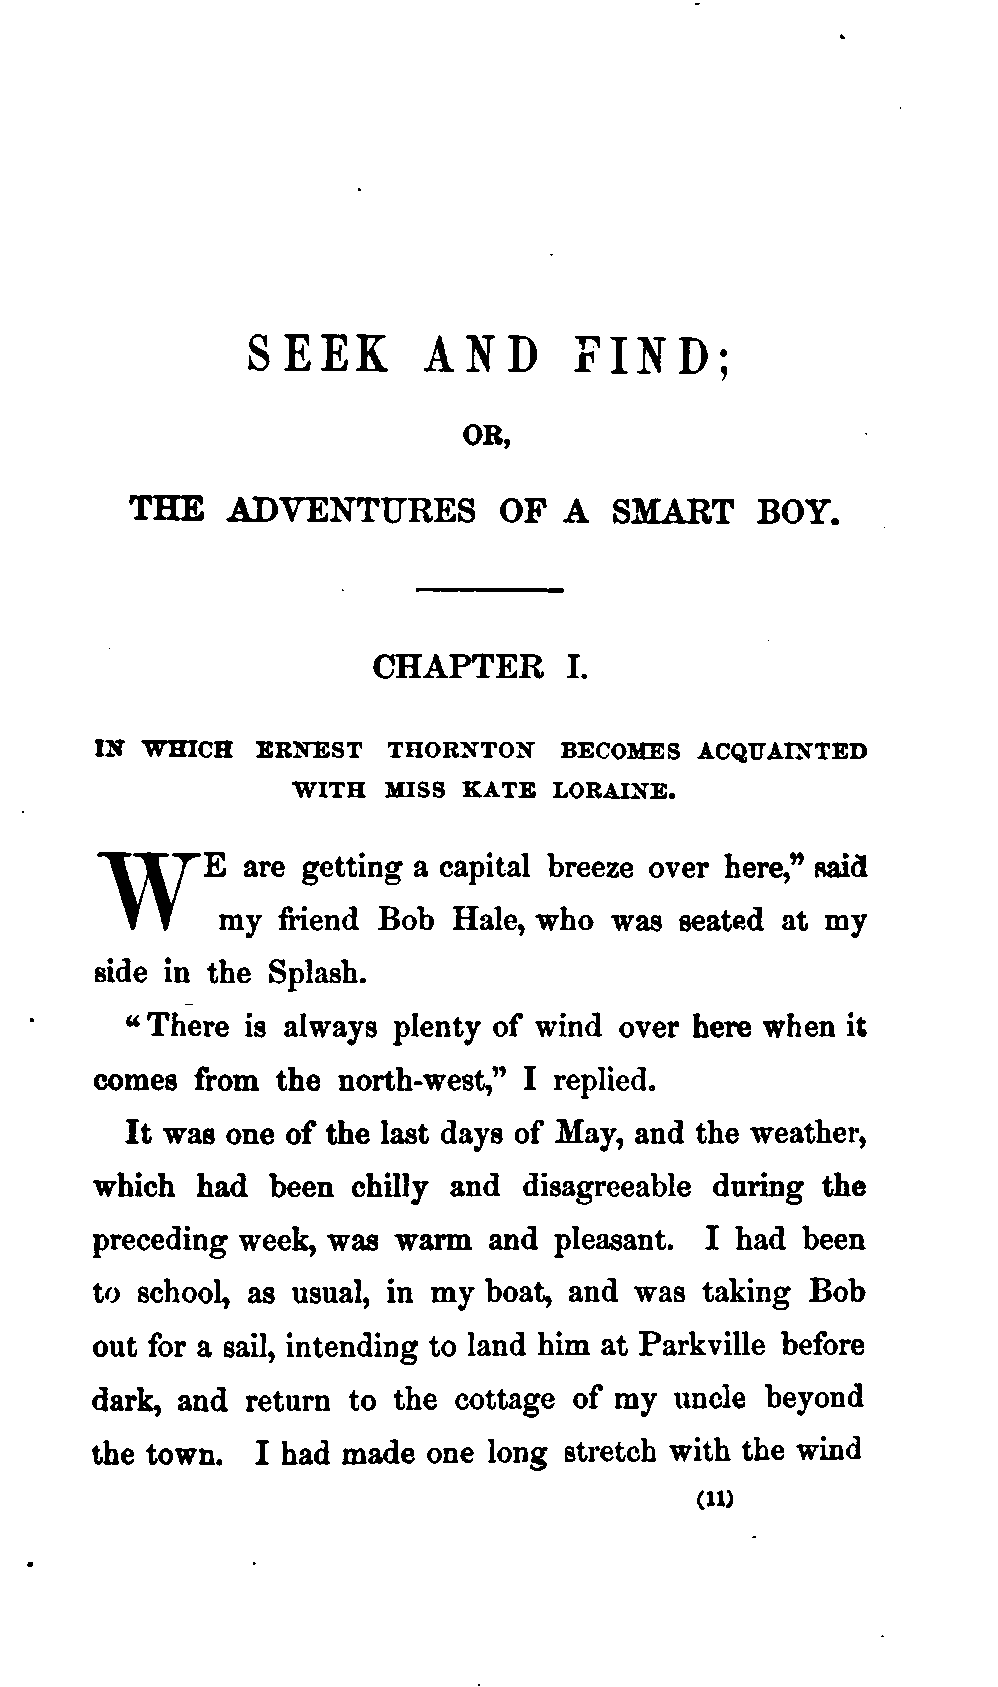 SEEK AND FIND;
OR,
THE ADVENTURES OF A SMART BOY.
CHAPTER I.
IN WHICH ERNEST THORNTON BECOMES ACQUAINTED
WITH MISS KATE LORAINE.
WE are getting a capital breeze over here,” said
my friend Bob Hale, who was seated at my
side in the Splash.
“There is always plenty of wind over here when it
comes from the north-west,” I replied.
It was one of the last days of May, and the weather,
which had been chilly and disagreeable during the
preceding week, was warm and pleasant. I had been
to school, as usual, in my boat, and was taking Bob
out for a sail, intending to land him at Parkville before
dark, and return to the cottage of my uncle beyond
the town. I had made one long stretch with the wind
(11)